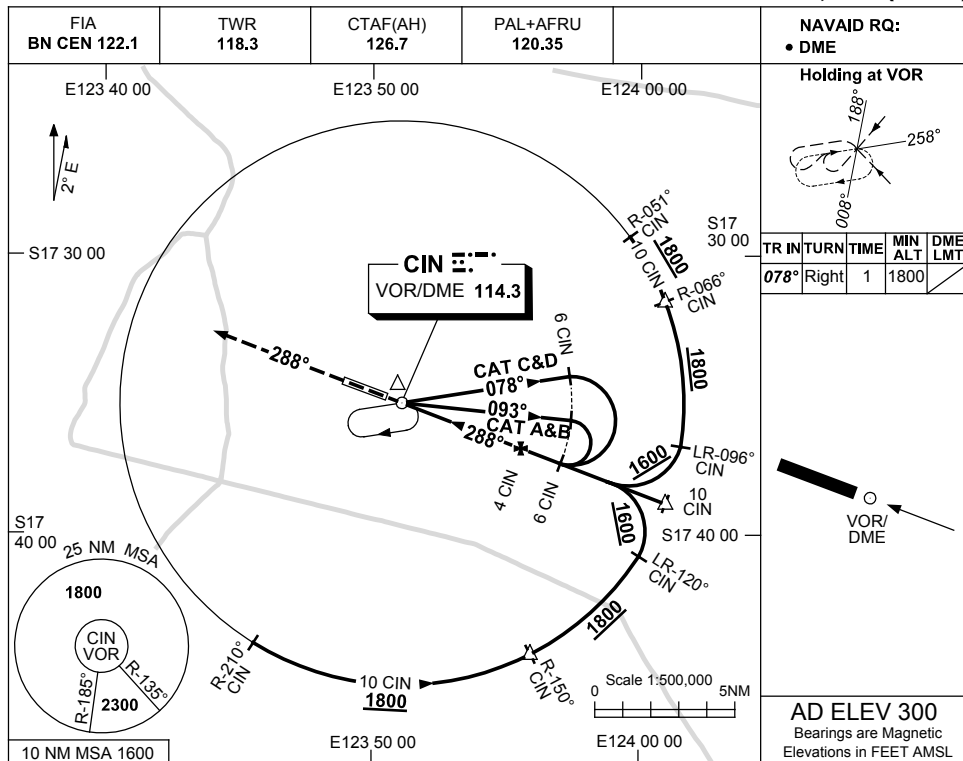 FIA
BN CEN 122.1
TWR
118.3
CTAF(AH)
126.7
PAL+AFRU
120.35
NAVAID RQ:
• DME
E123 40 00
E123 50 00
E124 00 00
2° E
S17 30 00
S17
30 00
CIN
VOR/DME 114.3
R-051°
CIN
10 CIN
1800
R-066°
CIN
1800
6 CIN
CAT C&D
078°
093°
CAT A&B
288°
288°
4 CIN
6 CIN
1600
LR-096°
CIN
10
CIN
1600
S17 40 00
LR-120°
CIN
1800
R-150°
CIN
10 CIN
1800
R-210°
CIN
S17
40 00
25 NM MSA
1800
CIN
VOR
R-185°
R-135°
2300
10 NM MSA 1600
E123 50 00
E124 00 00
Scale 1:500,000
0
5NM
Holding at VOR
188°
258°
008°
TR IN TURN TIME MIN ALT DME LMT
078° Right 1 1800
VOR/
DME
AD ELEV 300
Bearings are Magnetic
Elevations in FEET AMSL